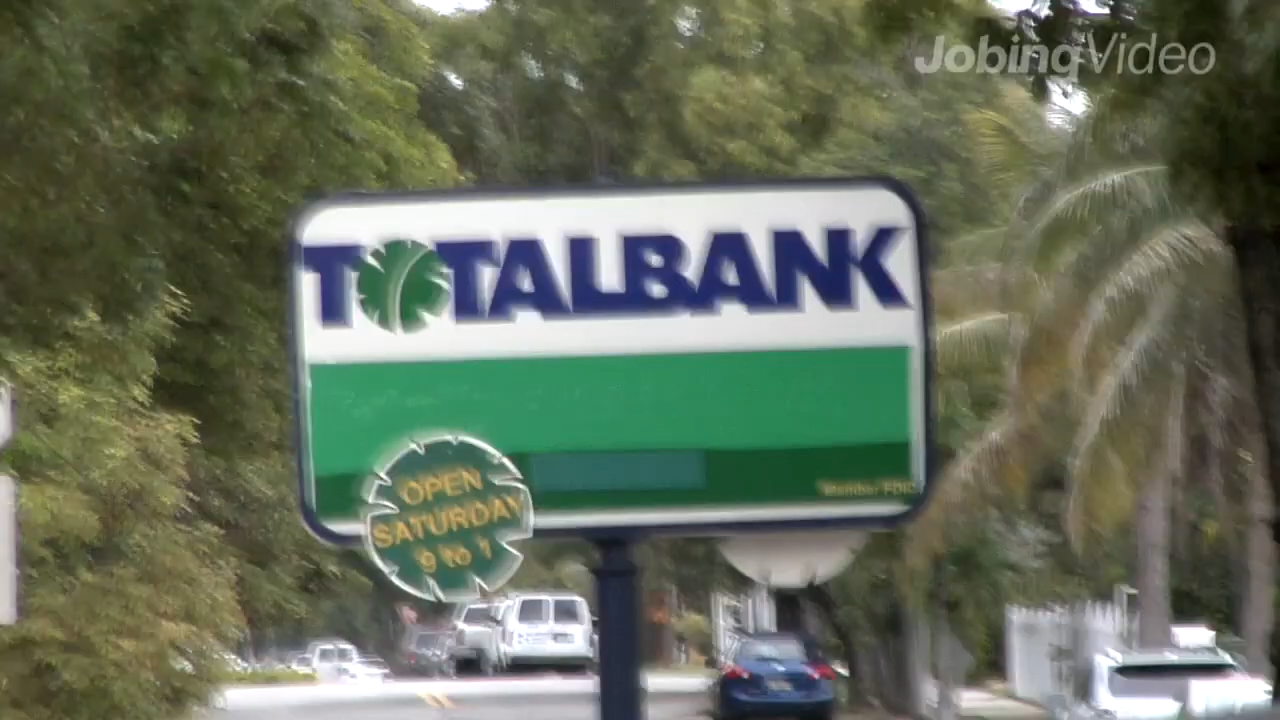 JobingVideo
TOTALBANK
OPEN
SATURDAY
9 to 1
Member FDIC